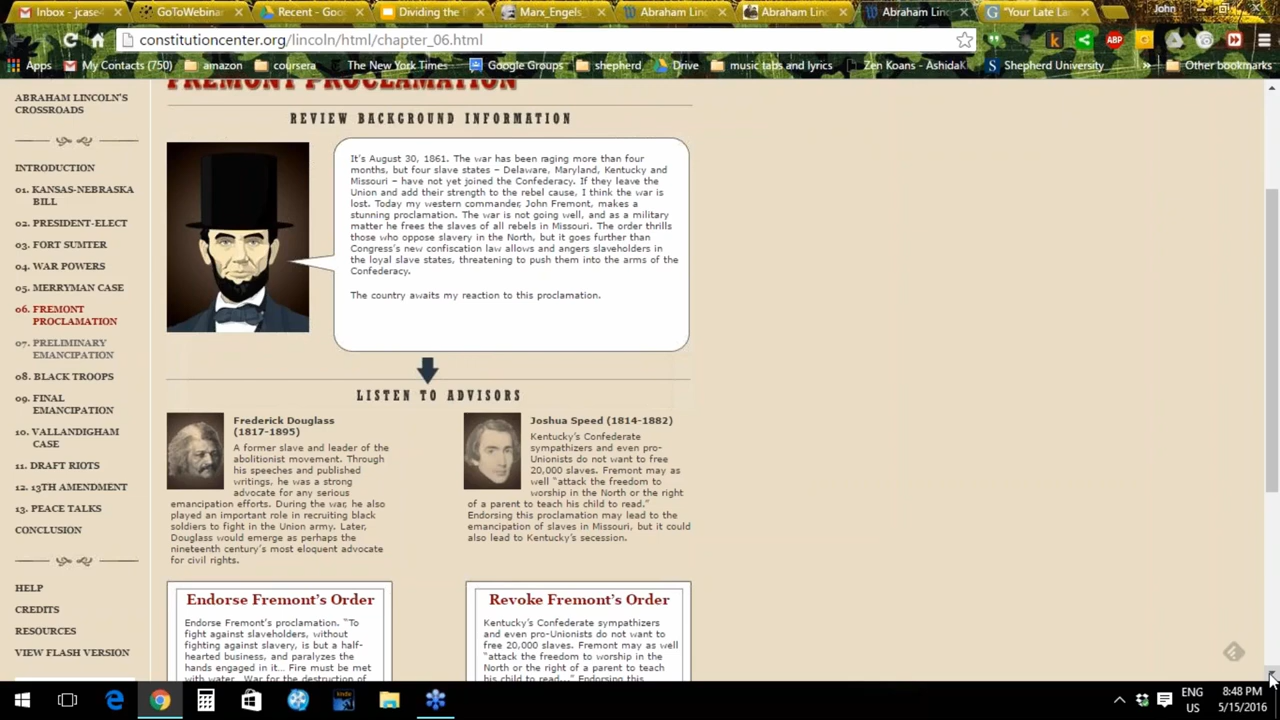 Inbox - jcase4
GoToWebinar
Recent - Goo
Dividing the
Marx_Engels_
Abraham Linc
Abraham Linc
Abraham Linc
"Your Late La
John
constitutioncenter.org/lincoln/html/chapter_06.html
ABP
Apps
My Contacts (750)
amazon
coursera
The New York Times
Google Groups
shepherd
Drive
music tabs and lyrics
Zen Koans - AshidaK
Shepherd University
»
Other bookmarks
FREMONT PROCLAMATION
ABRAHAM LINCOLN'S
CROSSROADS
INTRODUCTION
01. KANSAS-NEBRASKA
BILL
02. PRESIDENT-ELECT
03. FORT SUMTER
04. WAR POWERS
05. MERRYMAN CASE
06. FREMONT
PROCLAMATION
07. PRELIMINARY
EMANCIPATION
08. BLACK TROOPS
09. FINAL
EMANCIPATION
10. VALLANDIGHAM
CASE
11. DRAFT RIOTS
12. 13TH AMENDMENT
13. PEACE TALKS
CONCLUSION
HELP
CREDITS
RESOURCES
VIEW FLASH VERSION
REVIEW BACKGROUND INFORMATION
It's August 30, 1861. The war has been raging more than four
months, but four slave states – Delaware, Maryland, Kentucky and
Missouri – have not yet joined the Confederacy. If they leave the
Union and add their strength to the rebel cause, I think the war is
lost. Today my western commander, John Fremont, makes a
stunning proclamation. The war is not going well, and as a military
matter he frees the slaves of all rebels in Missouri. The order thrills
those who oppose slavery in the North, but it goes further than
Congress's new confiscation law allows and angers slaveholders in
the loyal slave states, threatening to push them into the arms of the
Confederacy.
The country awaits my reaction to this proclamation.
LISTEN TO ADVISORS
Frederick Douglass
(1817-1895)
A former slave and leader of the
abolitionist movement. Through
his speeches and published
writings, he was a strong
advocate for any serious
emancipation efforts. During the war, he also
played an important role in recruiting black
soldiers to fight in the Union army. Later,
Douglass would emerge as perhaps the
nineteenth century's most eloquent advocate
for civil rights.
Joshua Speed (1814-1882)
Kentucky's Confederate
sympathizers and even pro-
Unionists do not want to free
20,000 slaves. Fremont may as
well "attack the freedom to
worship in the North or the right
of a parent to teach his child to read."
Endorsing this proclamation may lead to the
emancipation of slaves in Missouri, but it could
also lead to Kentucky's secession.
Endorse Fremont's Order
Endorse Fremont's proclamation. "To
fight against slaveholders, without
fighting against slavery, is but a half-
hearted business, and paralyzes the
hands engaged in it... Fire must be met
with water. War for the destruction of
Revoke Fremont's Order
Kentucky's Confederate sympathizers
and even pro-Unionists do not want to
free 20,000 slaves. Fremont may as well
"attack the freedom to worship in the
North or the right of a parent to teach
his child to read..." Endorsing this
kindle
ENG
US
8:48 PM
5/15/2016